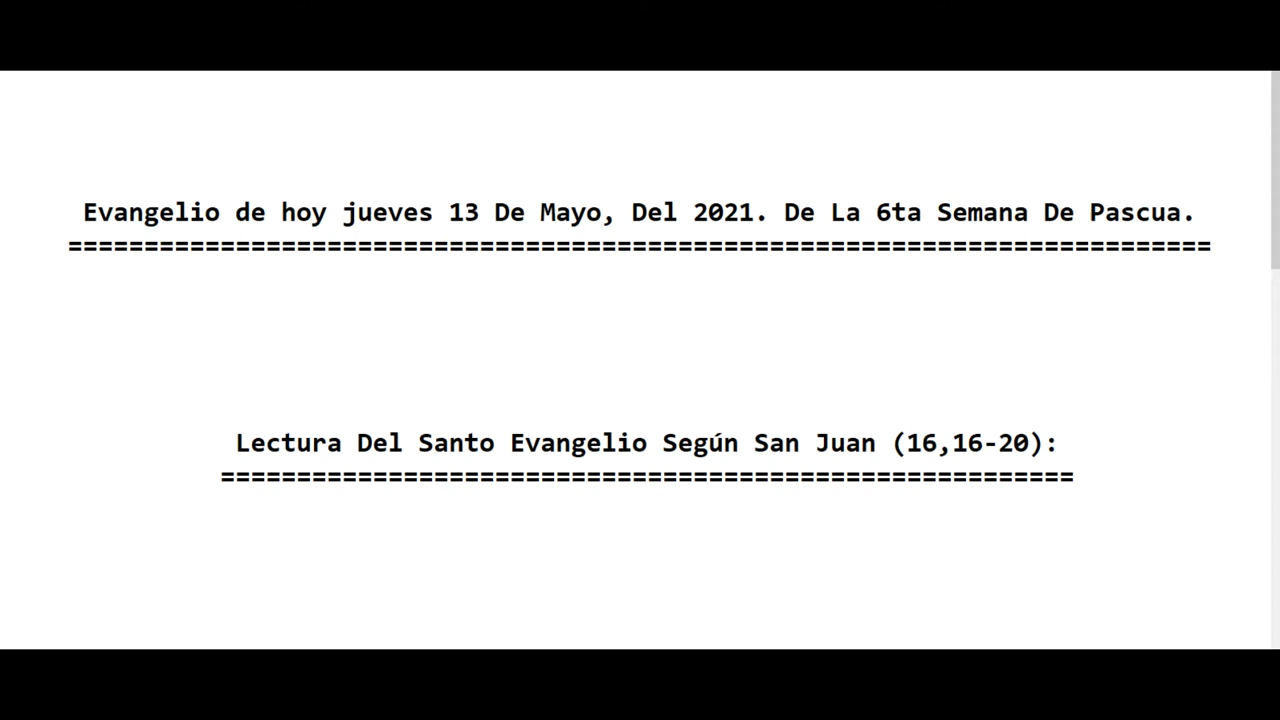 Evangelio de hoy jueves 13 De Mayo, Del 2021. De La 6ta Semana De Pascua.
===========================================================================
Lectura Del Santo Evangelio Según San Juan (16,16-20):
========================================================